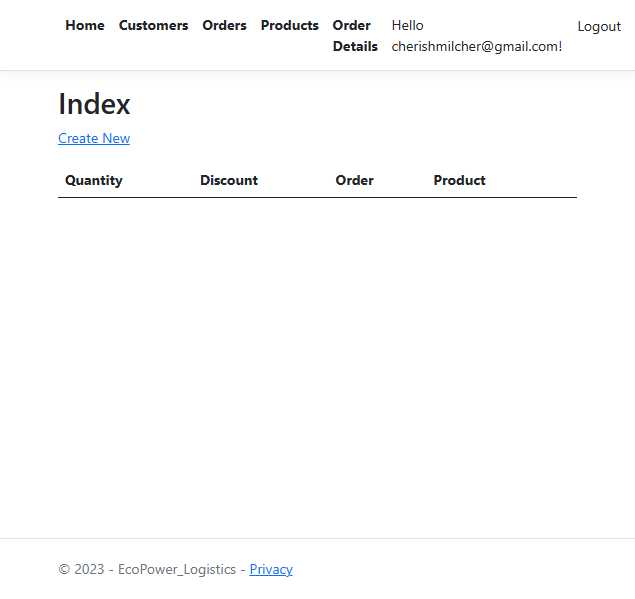 Home Customers Orders Products Order Details Hello cherishmilcher@gmail.com! Logout
Index
Create New
Quantity Discount Order Product
© 2023 - EcoPower_Logistics - Privacy